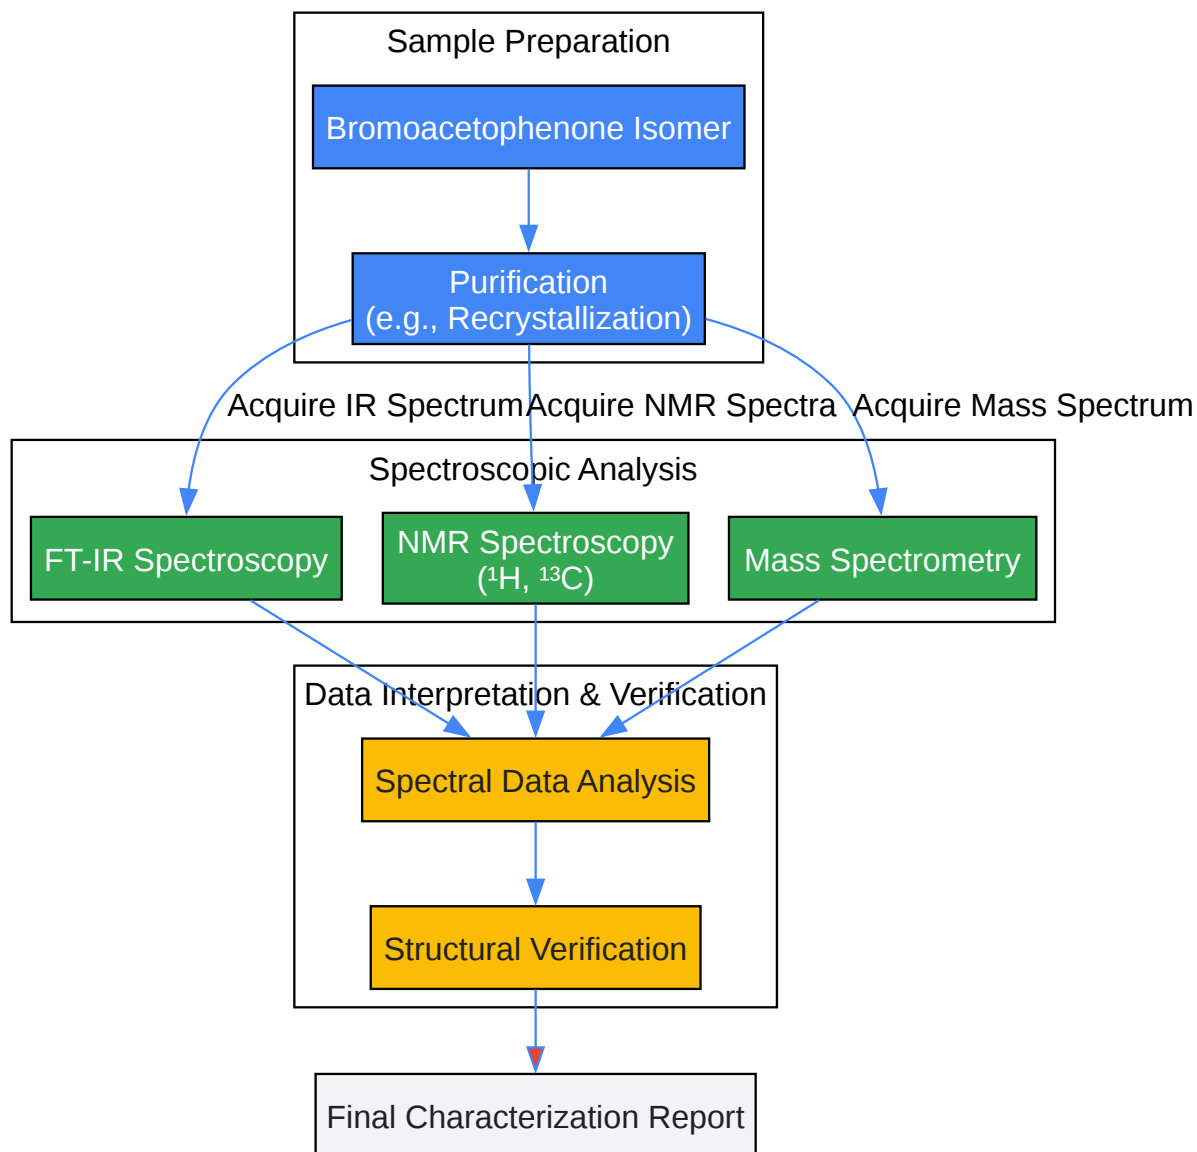 Sample Preparation
Bromoacetophenone Isomer
Purification
(e.g., Recrystallization)
Acquire IR Spectrum
Acquire NMR Spectra
Acquire Mass Spectrum
Spectroscopic Analysis
FT-IR Spectroscopy
NMR Spectroscopy
(¹H, ¹³C)
Mass Spectrometry
Data Interpretation & Verification
Spectral Data Analysis
Structural Verification
Final Characterization Report